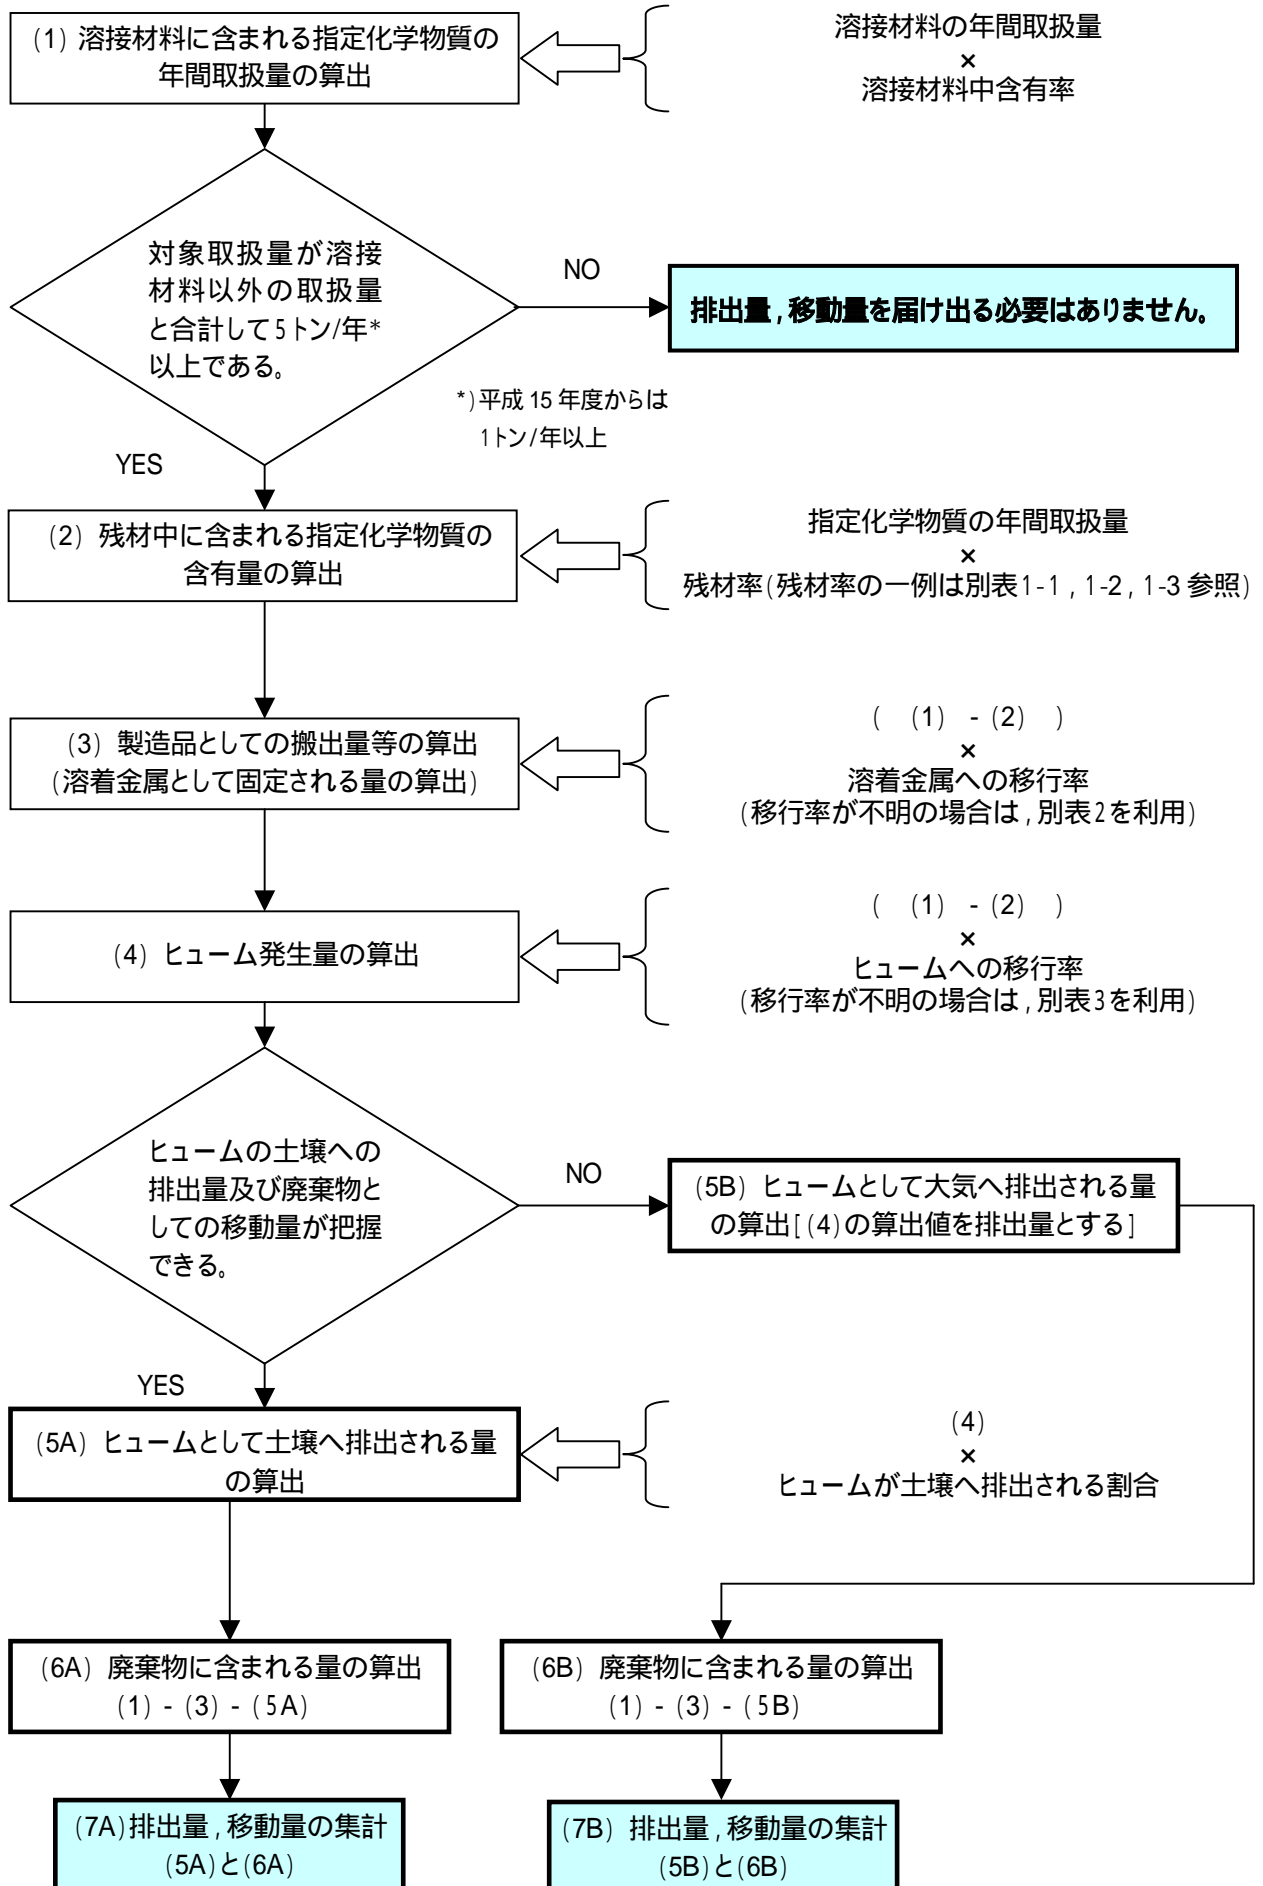 (1) 溶接材料に含まれる指定化学物質の
年間取扱量の算出
溶接材料の年間取扱量
×
溶接材料中含有率
対象取扱量が溶接
材料以外の取扱量
と合計して5トン/年*
以上である。
NO
排出量,移動量を届け出る必要はありません。
*)平成 15 年度からは
1トン/年以上
YES
(2) 残材中に含まれる指定化学物質の
含有量の算出
指定化学物質の年間取扱量
×
残材率(残材率の一例は別表1-1 , 1-2 , 1-3 参照)
(3) 製造品としての搬出量等の算出
(溶着金属として固定される量の算出)
( (1) - (2) )
×
溶着金属への移行率
(移行率が不明の場合は,別表2を利用)
(4) ヒューム発生量の算出
( (1) - (2) )
×
ヒュームへの移行率
(移行率が不明の場合は,別表3を利用)
ヒュームの土壌への
排出量及び廃棄物と
しての移動量が把握
できる。
NO
(5B) ヒュームとして大気へ排出される量
の算出[(4)の算出値を排出量とする]
YES
(5A) ヒュームとして土壌へ排出される量
の算出
(4)
×
ヒュームが土壌へ排出される割合
(6A) 廃棄物に含まれる量の算出
(1) - (3) - (5A)
(6B) 廃棄物に含まれる量の算出
(1) - (3) - (5B)
(7A)排出量,移動量の集計
(5A)と(6A)
(7B) 排出量,移動量の集計
(5B)と(6B)